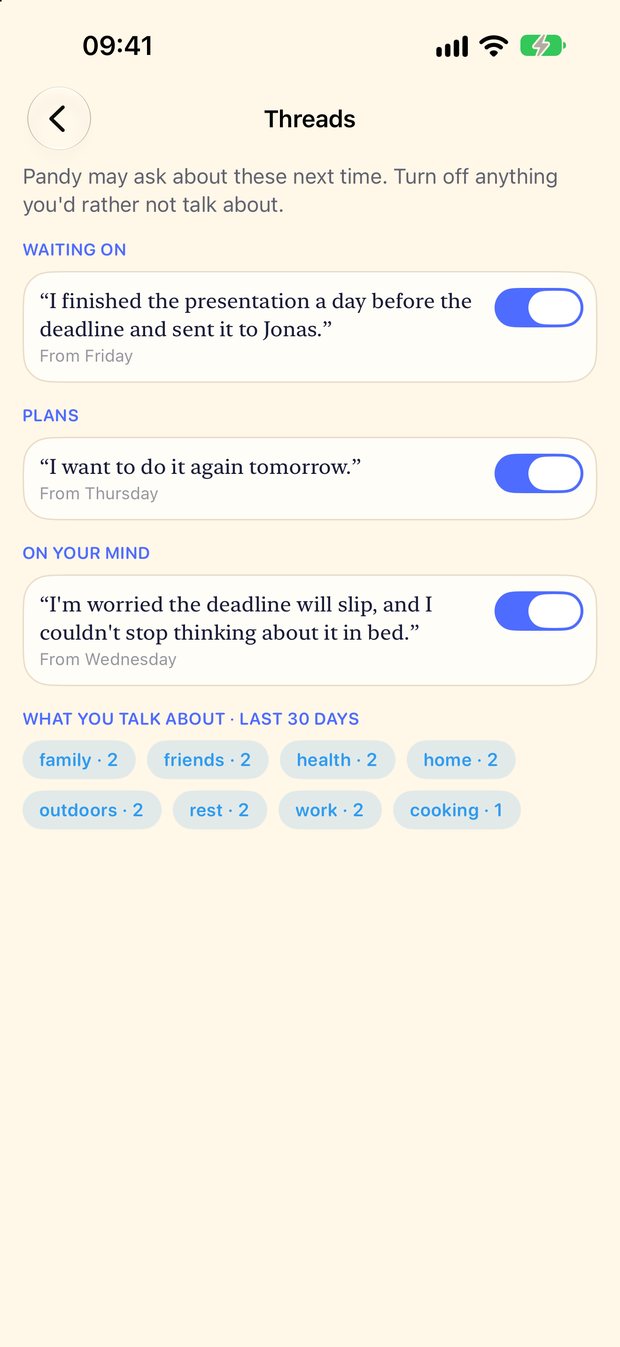 09:41
Threads
Pandy may ask about these next time. Turn off anything
you'd rather not talk about.
WAITING ON
“I finished the presentation a day before the
deadline and sent it to Jonas.”
From Friday
PLANS
“I want to do it again tomorrow.”
From Thursday
ON YOUR MIND
“I'm worried the deadline will slip, and I
couldn't stop thinking about it in bed.”
From Wednesday
WHAT YOU TALK ABOUT · LAST 30 DAYS
family · 2 friends · 2 health · 2 home · 2
outdoors · 2 rest · 2 work · 2 cooking · 1